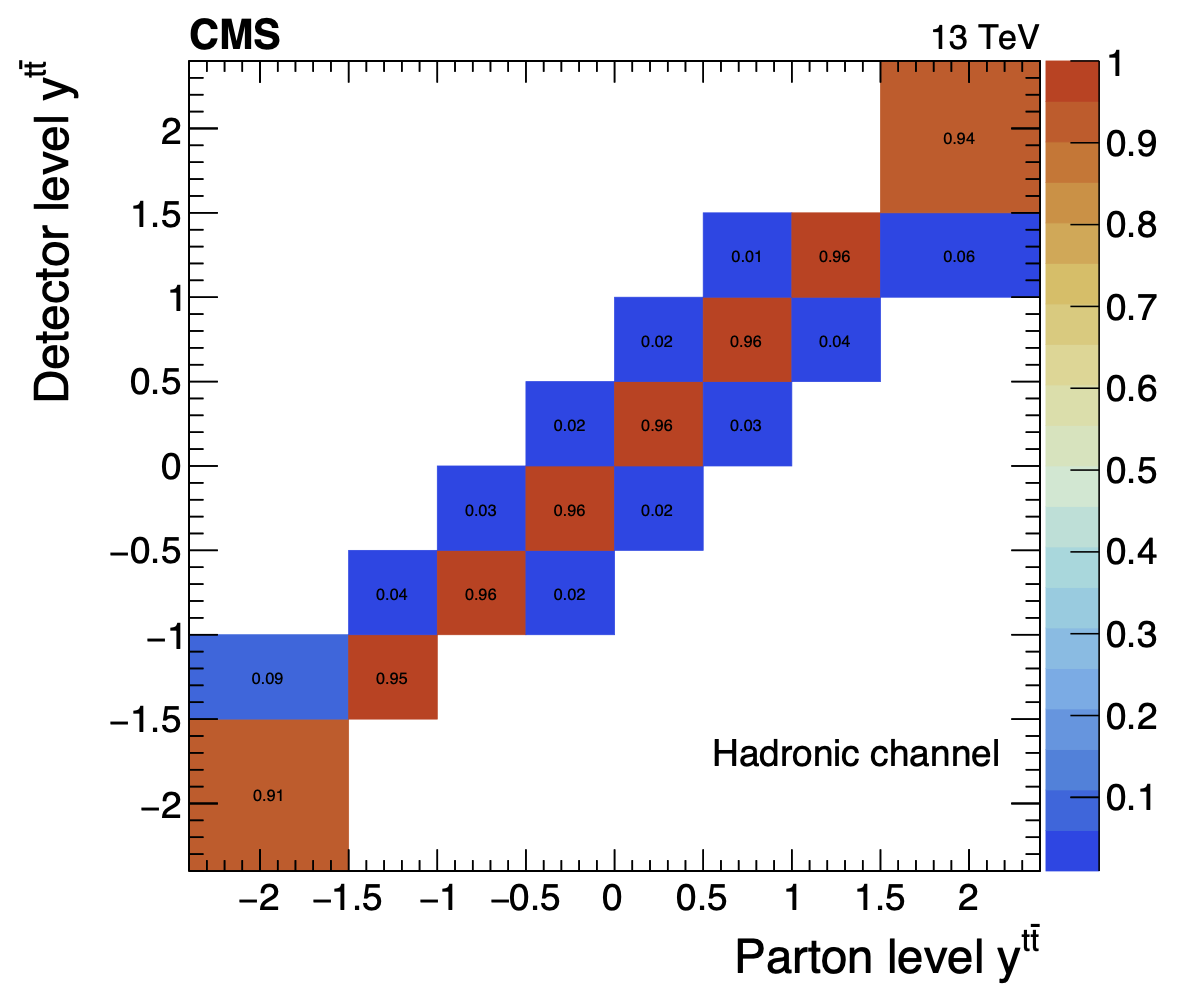 CMS 13 TeV
Detector level y^tt̄
2
1.5
1
0.5
0
−0.5
−1
−1.5
−2
0.94
0.01 0.96 0.06
0.02 0.96 0.04
0.02 0.96 0.03
0.03 0.96 0.02
0.04 0.96 0.02
0.09 0.95
0.91
Hadronic channel
−2 −1.5 −1 −0.5 0 0.5 1 1.5 2
Parton level y^tt̄
1
0.9
0.8
0.7
0.6
0.5
0.4
0.3
0.2
0.1